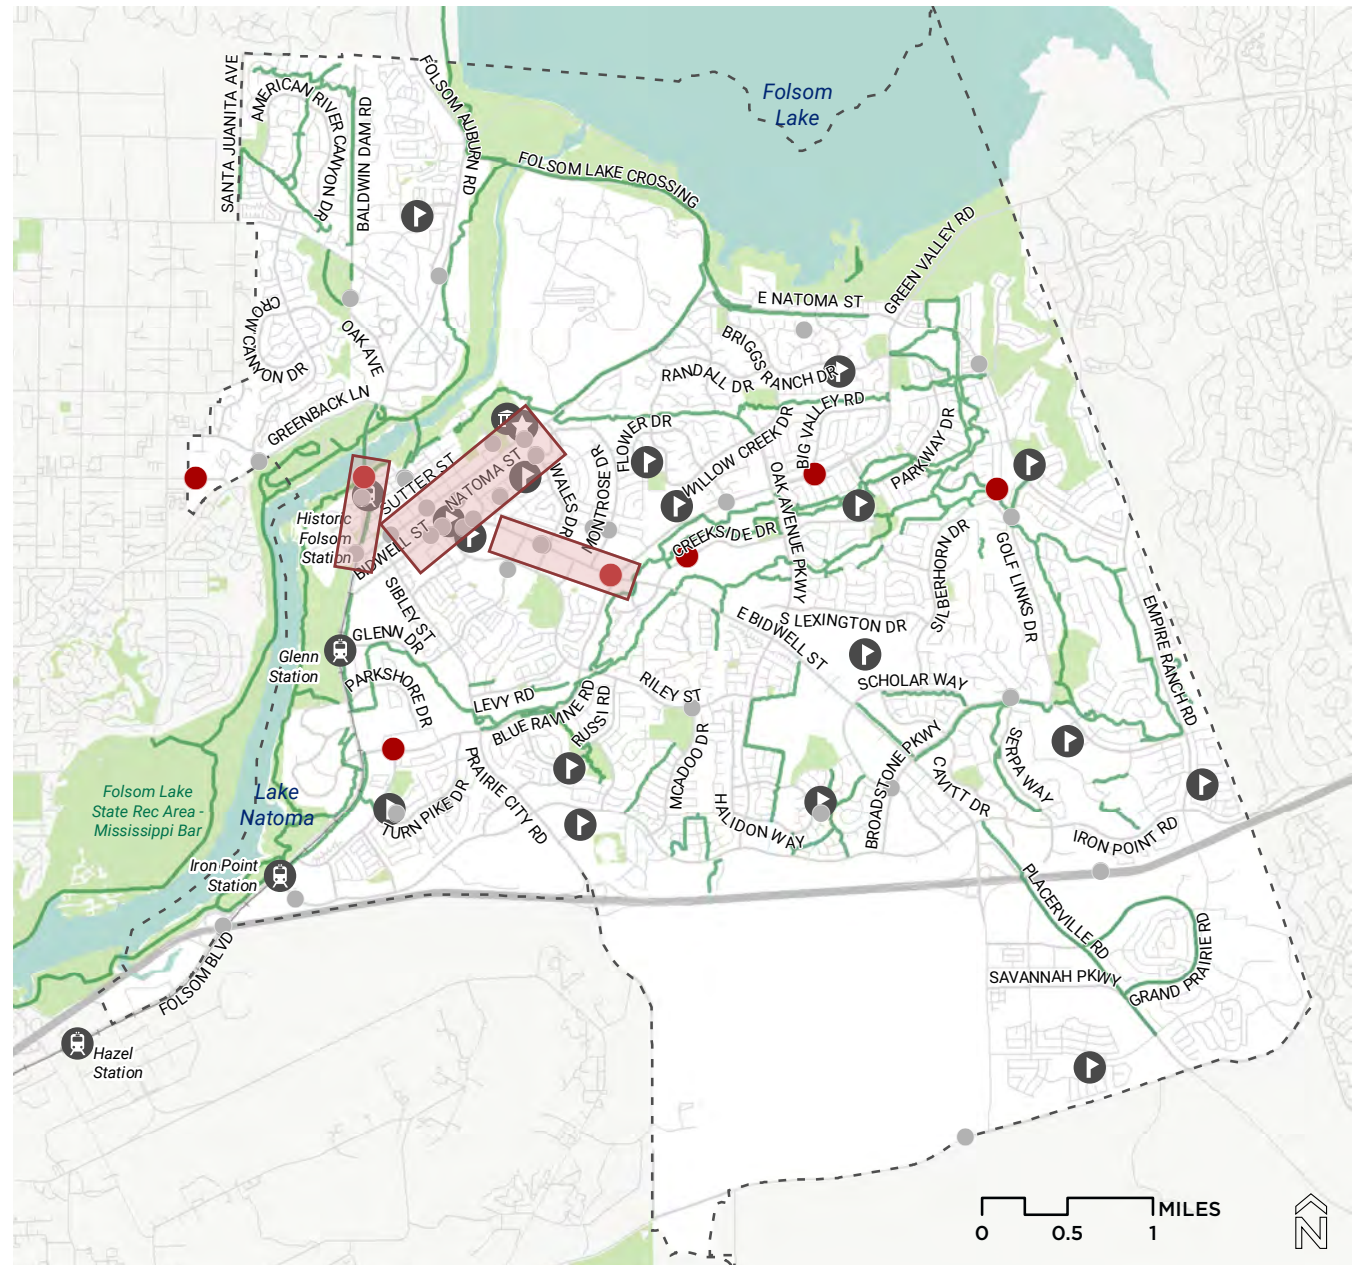 Folsom
Lake
SANTA JUANITA AVE
AMERICAN RIVER CANYON DR
BALDWIN DAM RD
FOLSOM AUBURN RD
FOLSOM LAKE CROSSING
GREEN VALLEY RD
E NATOMA ST
CROW CANYON DR
OAK AVE
BRIGGS RANCH DR
RANDALL DR
GREENBACK LN
BIG VALLEY RD
FLOWER DR
WILLOW CREEK DR
PARKWAY DR
SUTTER ST
NATOMA ST
WALES DR
MONTROSE DR
OAK AVENUE PKWY
Historic
Folsom
Station
BIDWELL ST
CREEKSIDE DR
SILBERHORN DR
GOLF LINKS DR
EMPIRE RANCH RD
SIBLEY ST
GLENN DR
E BIDWELL ST
S LEXINGTON DR
Glenn
Station
PARKSHORE DR
LEVY RD
RILEY ST
SCHOLAR WAY
BLUE RAVINE RD
RUSSI RD
MCADOO DR
BROADSTONE PKWY
SERPA WAY
CAVITT DR
Folsom Lake
State Rec Area -
Mississippi Bar
Lake
Natoma
TURN PIKE DR
PRAIRIE CITY RD
HALIDON WAY
IRON POINT RD
Iron Point
Station
PLACERVILLE RD
FOLSOM BLVD
SAVANNAH PKWY
GRAND PRAIRIE RD
Hazel
Station
MILES
0 0.5 1
N